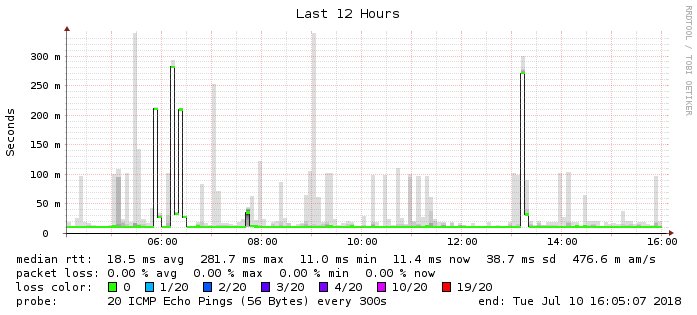 Last 12 Hours
RRDTOOL / TOBI OETIKER
Seconds
300 m
250 m
200 m
150 m
100 m
50 m
0
06:00 08:00 10:00 12:00 14:00 16:00
median rtt: 18.5 ms avg 281.7 ms max 11.0 ms min 11.4 ms now 38.7 ms sd 476.6 m am/s
packet loss: 0.00 % avg 0.00 % max 0.00 % min 0.00 % now
loss color: 0 1/20 2/20 3/20 4/20 10/20 19/20
probe: 20 ICMP Echo Pings (56 Bytes) every 300s end: Tue Jul 10 16:05:07 2018